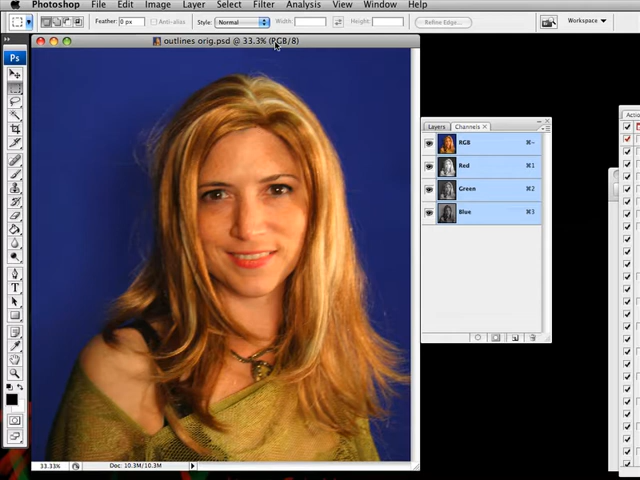 Photoshop File Edit Image Layer Select Filter Analysis View Window Help
Feather: 0 px Anti-alias Style: Normal Width: Height: Refine Edge... Workspace
outlines orig.psd @ 33.3% (RGB/8)
Ps
Layers Channels
RGB ⌘~
Red ⌘1
Green ⌘2
Blue ⌘3
Actio
T
33.33% Doc: 10.3M/10.3M